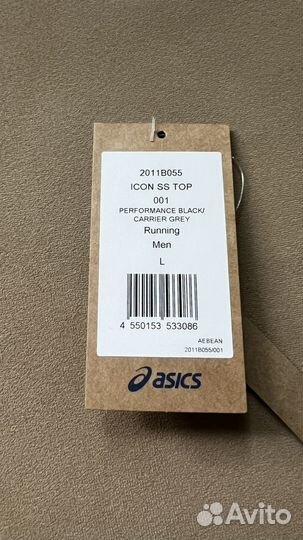 2011B055
ICON SS TOP
001
PERFORMANCE BLACK/
CARRIER GREY
Running
Men
L
4 550153 533086
AEBEAN
2011B055/001
asics
Avito